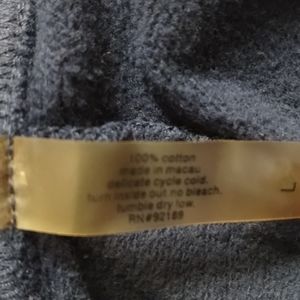 100% cotton
made in macau
delicate cycle cold.
turn inside out no bleach.
tumble dry low.
RN#92189
L